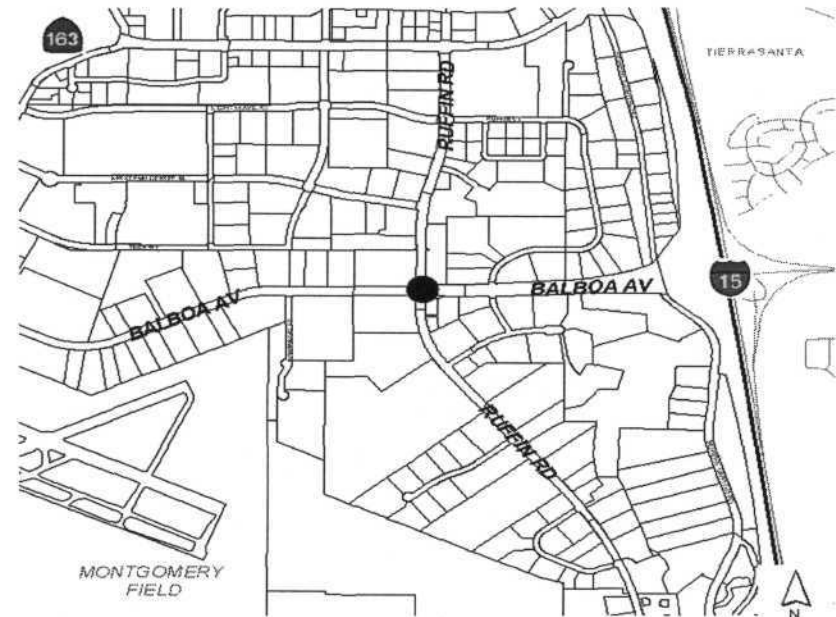 163
TIERRASANTA
RUFFIN RD
BALBOA AV
BALBOA AV
15
RUFFIN RD
MONTGOMERY
FIELD
N